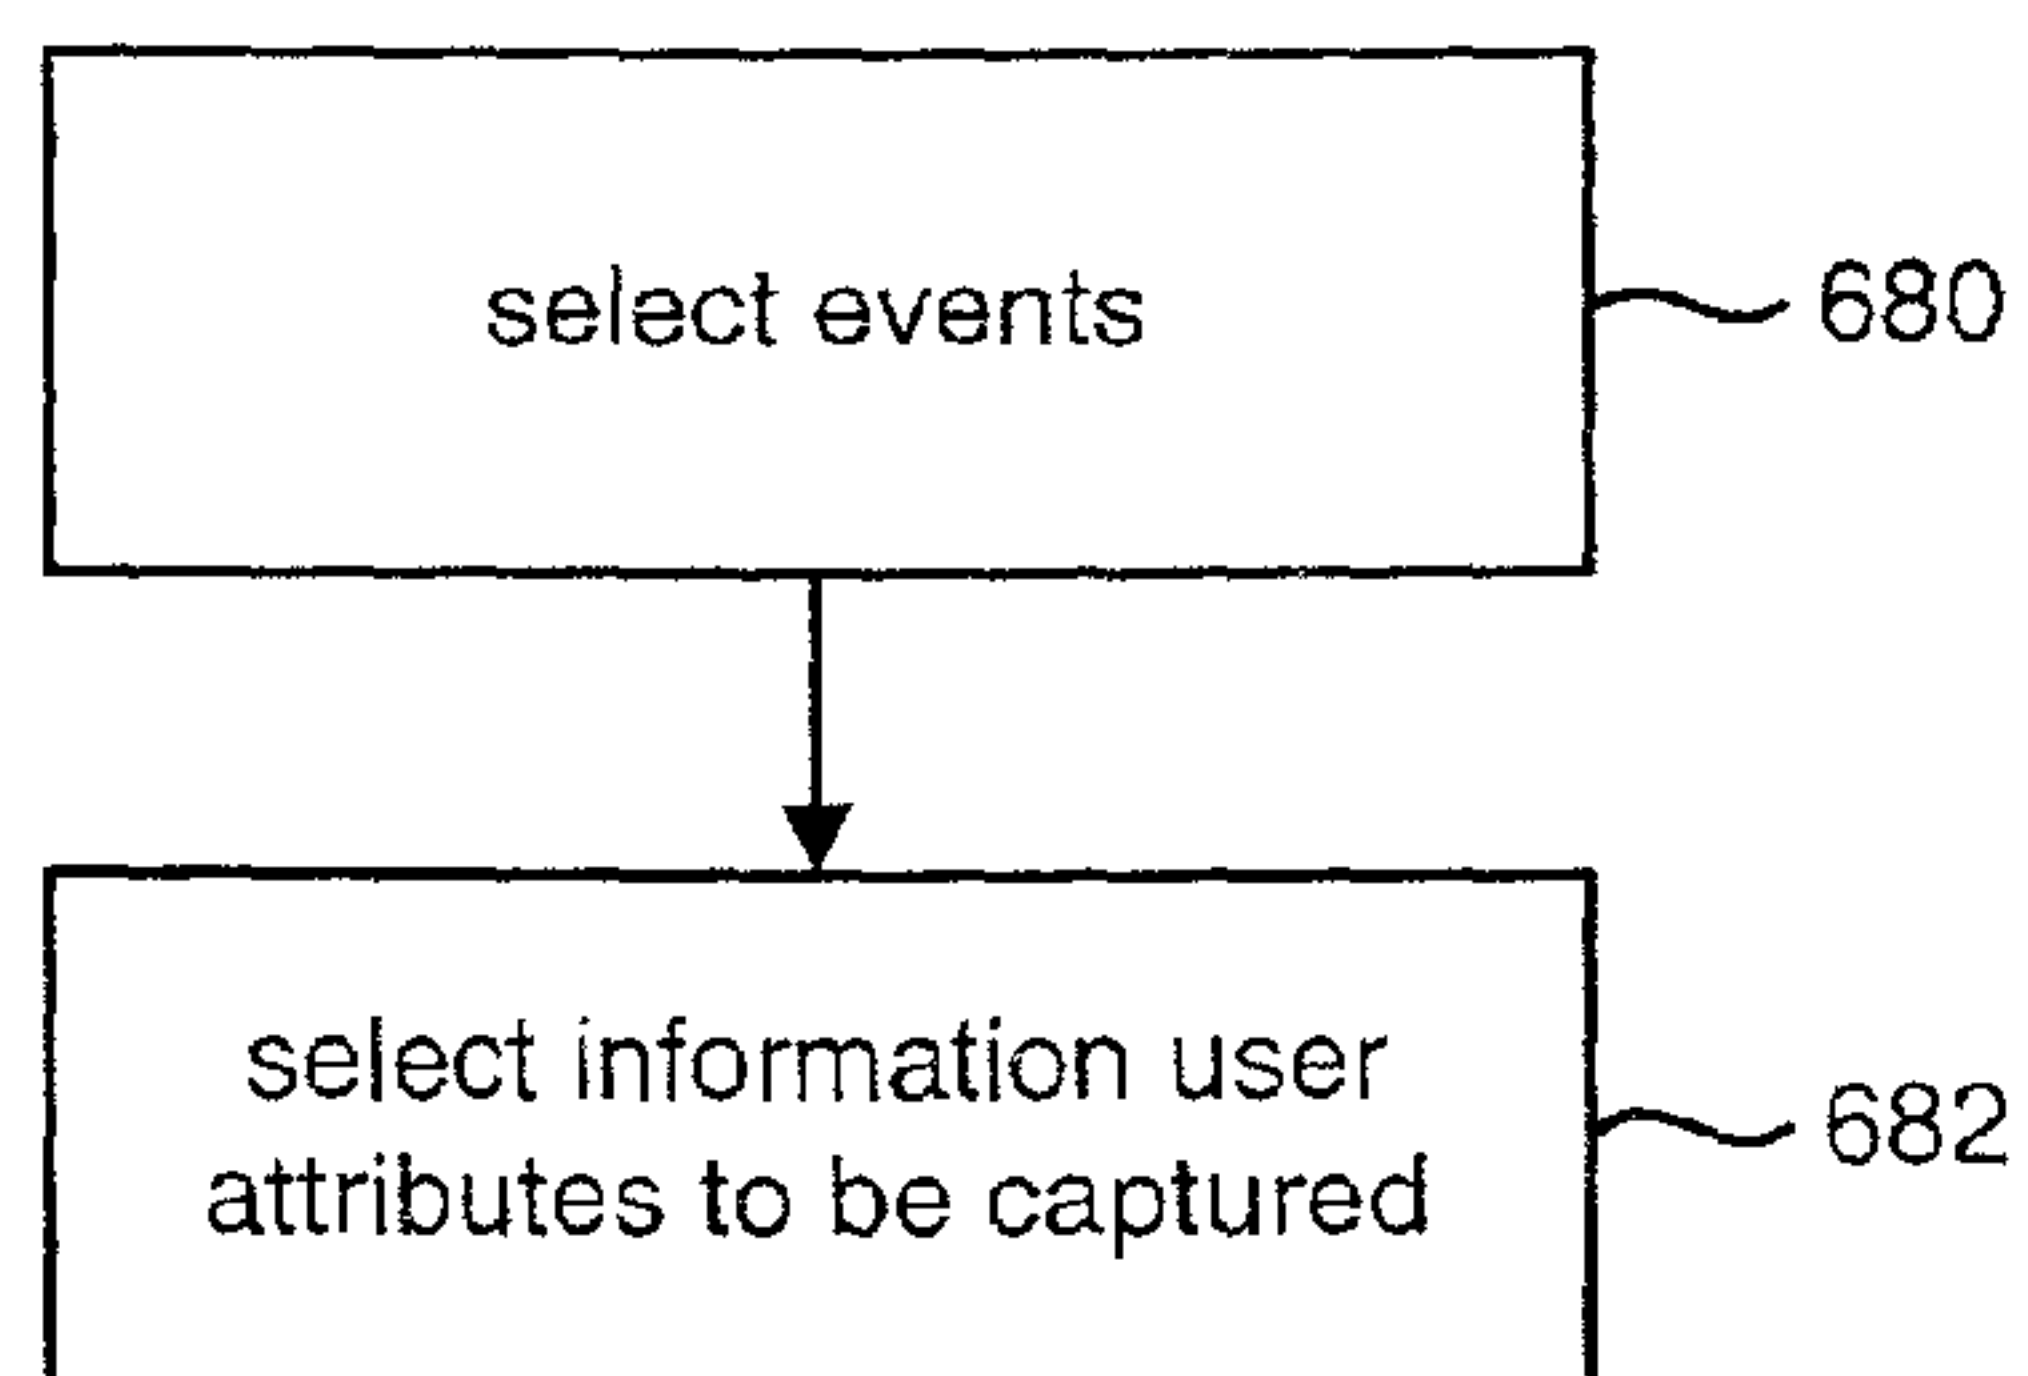 select events
680
select information user
attributes to be captured
682